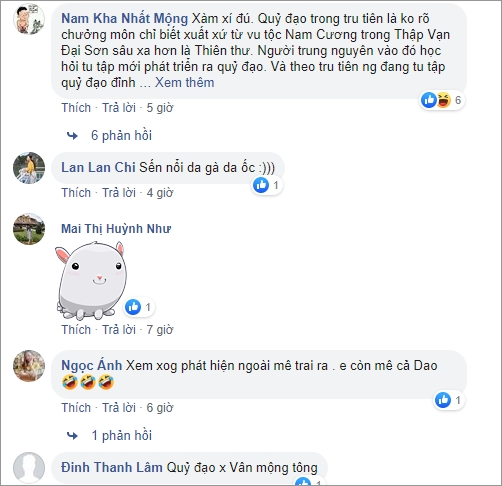 Nam Kha Nhất Mộng Xàm xí đú. Quỷ đạo trong tru tiên là ko rõ
chưởng môn chỉ biết xuất xứ từ vu tộc Nam Cương trong Thập Vạn
Đại Sơn sâu xa hơn là Thiên thư. Người trung nguyên vào đó học
hỏi tu tập mới phát triển ra quỷ đạo. Và theo tru tiên ng đang tu tập
quỷ đạo đỉnh ... Xem thêm
6
Thích · Trả lời · 5 giờ
6 phản hồi
Lan Lan Chi Sến nổi da gà da ốc :)))
1
Thích · Trả lời · 4 giờ
Mai Thị Huỳnh Như
1
Thích · Trả lời · 7 giờ
Ngọc Ánh Xem xog phát hiện ngoài mê trai ra . e còn mê cả Dao
1
Thích · Trả lời · 6 giờ
1 phản hồi
Đinh Thanh Lâm Quỷ đạo x Vân mộng tông
1